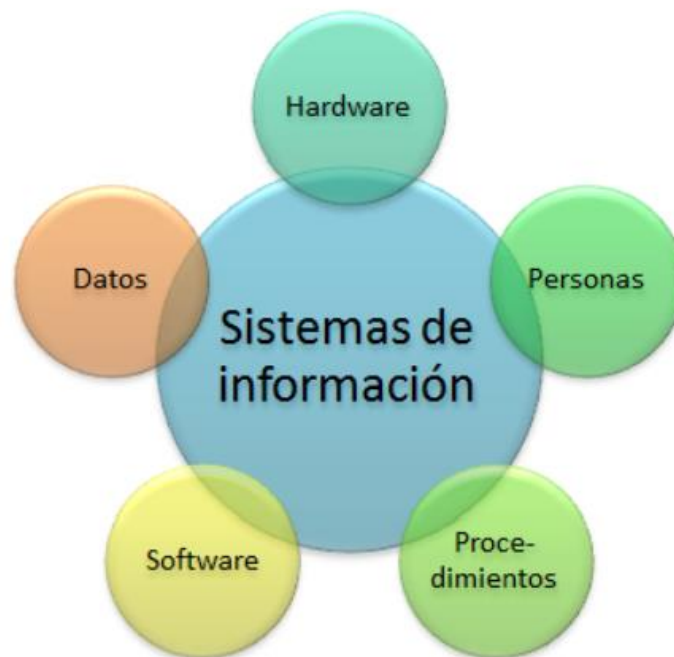 Hardware
Datos
Personas
Sistemas de
información
Software
Proce-
dimientos